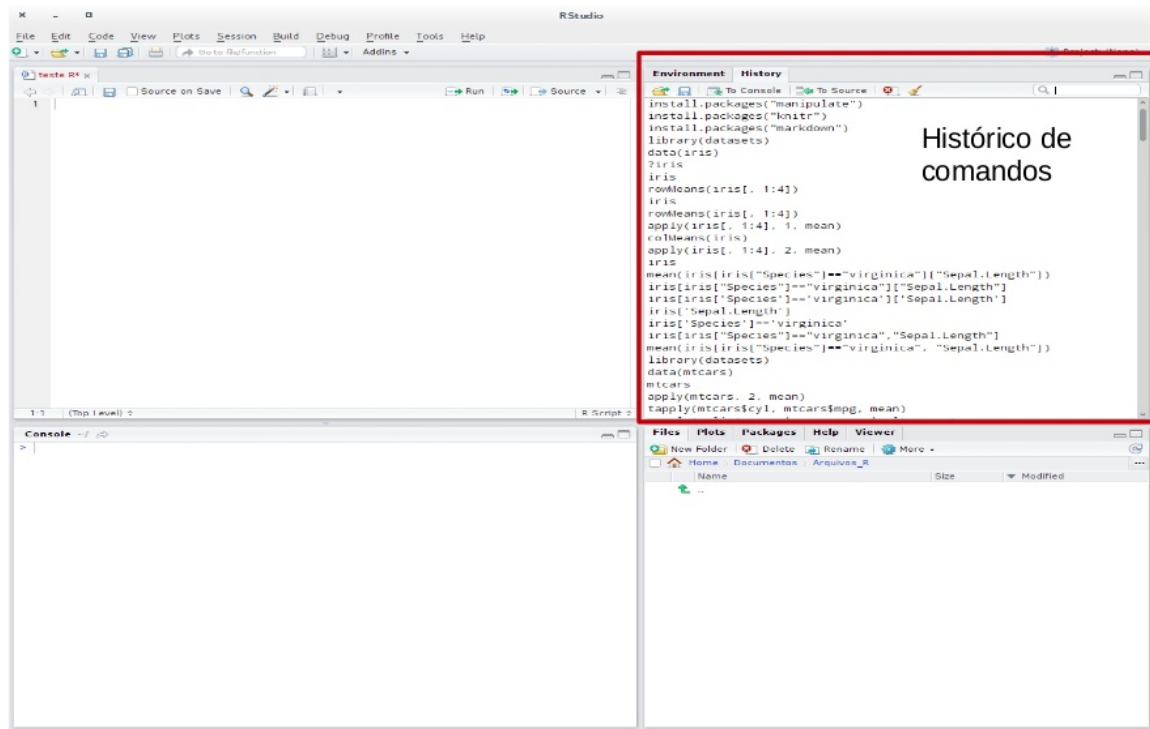 RStudio
File Edit Code View Plots Session Build Debug Profile Tools Help
Go to file/function Addins
Project: (None)
teste.R*
Source on Save Run Source
1
1:1 (Top Level) R Script
Environment History
To Console To Source
install.packages("manipulate")
install.packages("knitr")
install.packages("markdown")
library(datasets)
data(iris)
?iris
iris
rowMeans(iris[, 1:4])
iris
rowMeans(iris[, 1:4])
apply(iris[, 1:4], 1, mean)
colMeans(iris)
apply(iris[, 1:4], 2, mean)
iris
mean(iris[iris["Species"]=="virginica"]["Sepal.Length"])
iris[iris["Species"]=="virginica"]["Sepal.Length"]
iris[iris['Species']=='virginica']['Sepal.Length']
iris['Sepal.Length']
iris['Species']=='virginica'
iris[iris["Species"]=="virginica","Sepal.Length"]
mean(iris[iris["Species"]=="virginica", "Sepal.Length"])
library(datasets)
data(mtcars)
mtcars
apply(mtcars, 2, mean)
tapply(mtcars$cyl, mtcars$mpg, mean)
Histórico de
comandos
Console ~/
>
Files Plots Packages Help Viewer
New Folder Delete Rename More
Home Documentos Arquivos_R
Name Size Modified
..